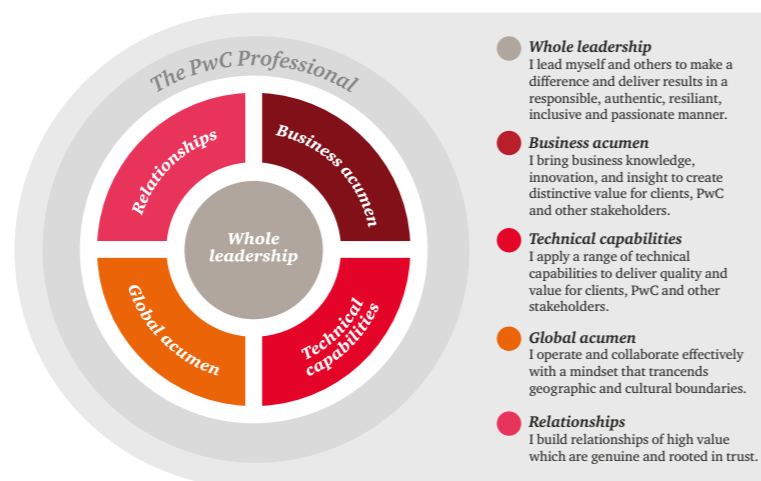 The PwC Professional
Relationships
Business acumen
Whole
leadership
Global acumen
Technical
capabilities
Whole leadership
I lead myself and others to make a
difference and deliver results in a
responsible, authentic, resiliant,
inclusive and passionate manner.
Business acumen
I bring business knowledge,
innovation, and insight to create
distinctive value for clients, PwC
and other stakeholders.
Technical capabilities
I apply a range of technical
capabilities to deliver quality and
value for clients, PwC and other
stakeholders.
Global acumen
I operate and collaborate effectively
with a mindset that trancends
geographic and cultural boundaries.
Relationships
I build relationships of high value
which are genuine and rooted in trust.